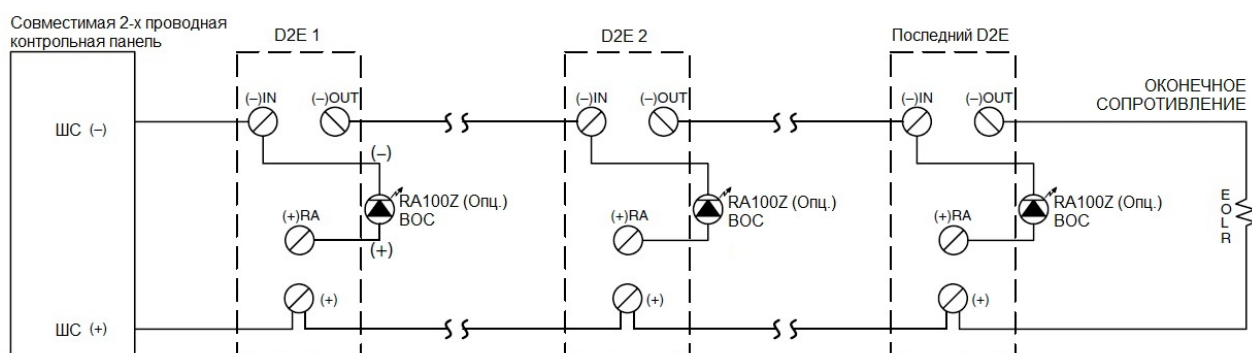 Совместимая 2-х проводная
контрольная панель
D2E 1
D2E 2
Последний D2E
(–)IN
(–)OUT
(–)IN
(–)OUT
(–)IN
(–)OUT
ОКОНЕЧНОЕ
СОПРОТИВЛЕНИЕ
ШС (–)
(–)
RA100Z (Опц.)
ВОС
RA100Z (Опц.)
ВОС
RA100Z (Опц.)
ВОС
E
O
L
R
(+)RA
(+)
(+)RA
(+)RA
(+)
(+)
(+)
ШС (+)